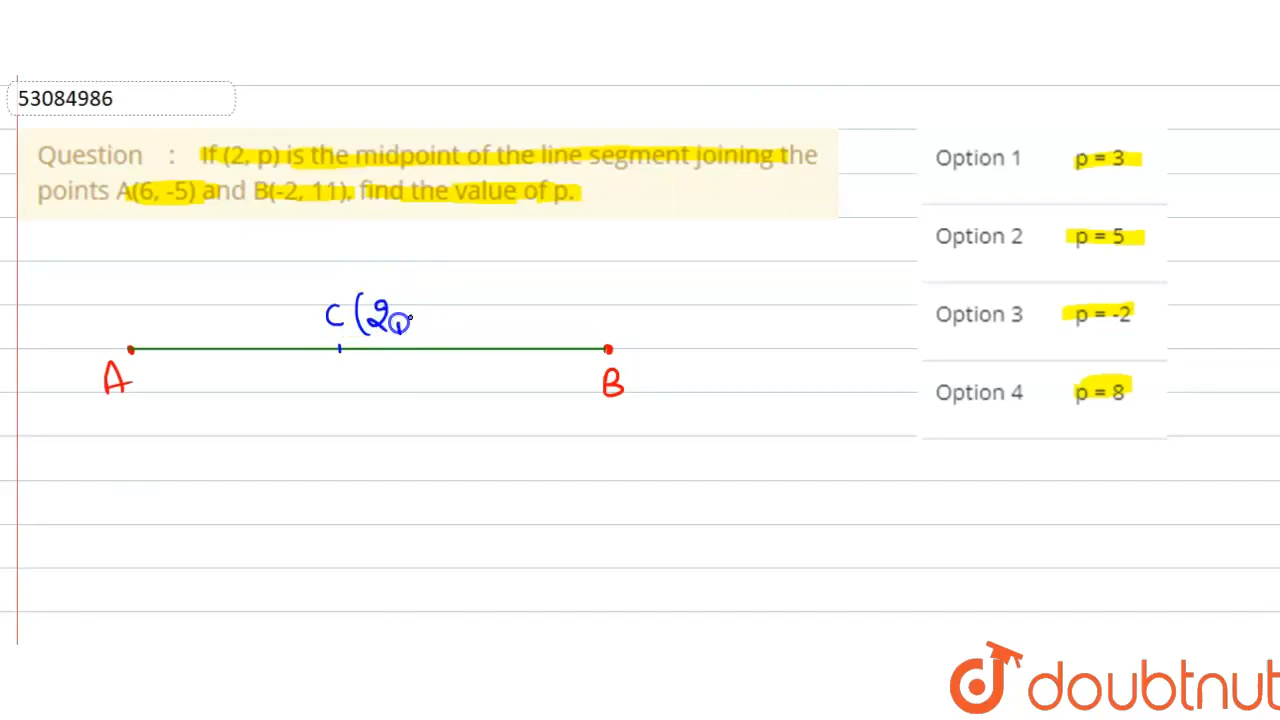 53084986
Question : If (2, p) is the midpoint of the line segment joining the
points A(6, -5) and B(-2, 11), find the value of p.
Option 1 p = 3
Option 2 p = 5
Option 3 p = -2
Option 4 p = 8
C (2,
A
B
doubtnut